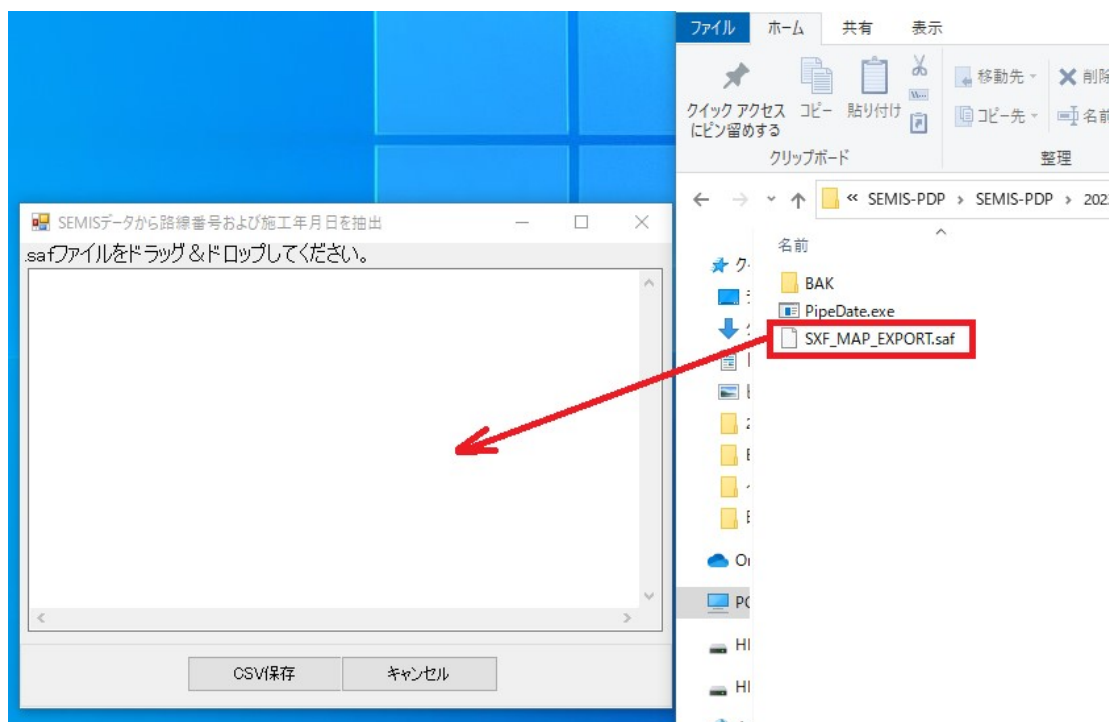 SEMISデータから路線番号および施工年月日を抽出
.safファイルをドラッグ&ドロップしてください。
CSV保存
キャンセル
ファイル
ホーム
共有
表示
クイック アクセス
にピン留めする
コピー
貼り付け
移動先
コピー先
クリップボード
整理
« SEMIS-PDP › SEMIS-PDP ›
名前
BAK
PipeDate.exe
SXF_MAP_EXPORT.saf